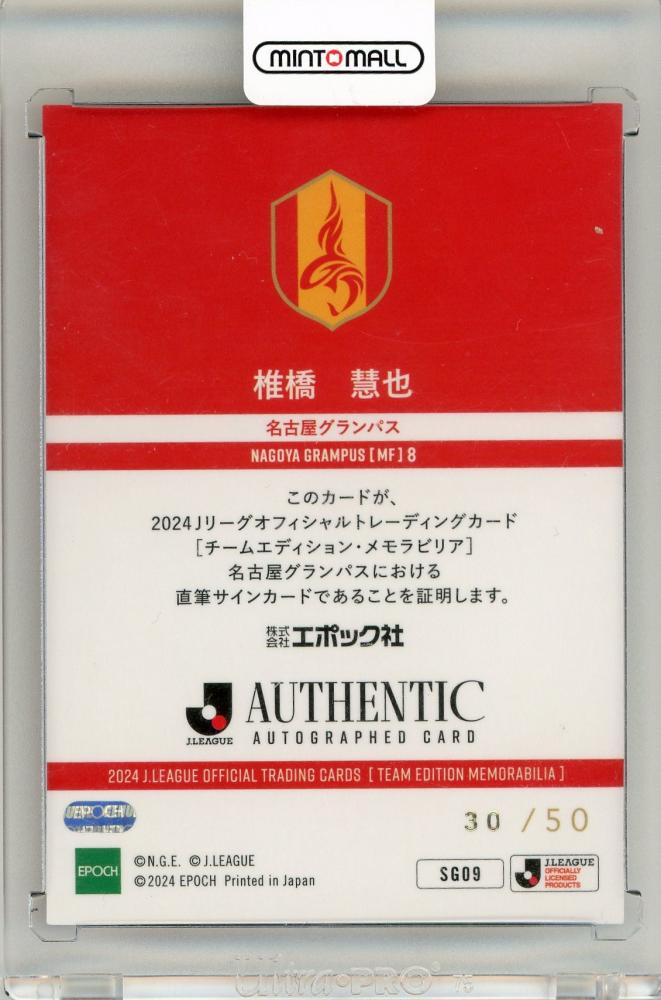 MINTOMALL
椎橋 慧也
名古屋グランパス
NAGOYA GRAMPUS [MF] 8
このカードが、
2024Jリーグオフィシャルトレーディングカード
[チームエディション・メモラビリア]
名古屋グランパスにおける
直筆サインカードであることを証明します。
株式会社エポック社
J.LEAGUE
AUTHENTIC
AUTOGRAPHED CARD
2024 J.LEAGUE OFFICIAL TRADING CARDS [TEAM EDITION MEMORABILIA]
30 /50
EPOCH
©N.G.E. ©J.LEAGUE
©2024 EPOCH Printed in Japan
SG09
J.LEAGUE
OFFICIALLY
LICENSED
PRODUCTS
ultra•PRO